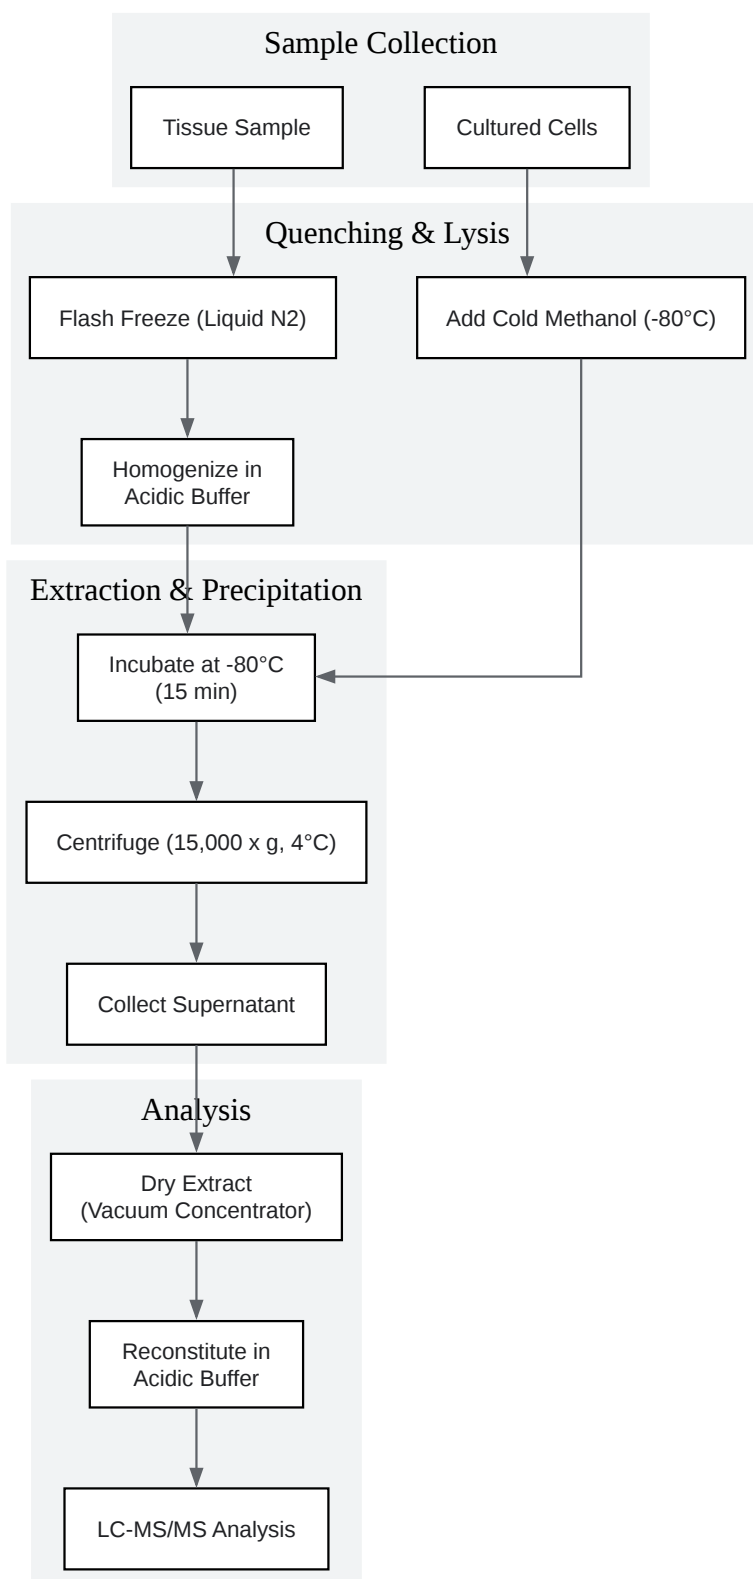 Sample Collection
Tissue Sample
Cultured Cells
Quenching & Lysis
Flash Freeze (Liquid N2)
Add Cold Methanol (-80°C)
Homogenize in
Acidic Buffer
Extraction & Precipitation
Incubate at -80°C
(15 min)
Centrifuge (15,000 x g, 4°C)
Collect Supernatant
Analysis
Dry Extract
(Vacuum Concentrator)
Reconstitute in
Acidic Buffer
LC-MS/MS Analysis